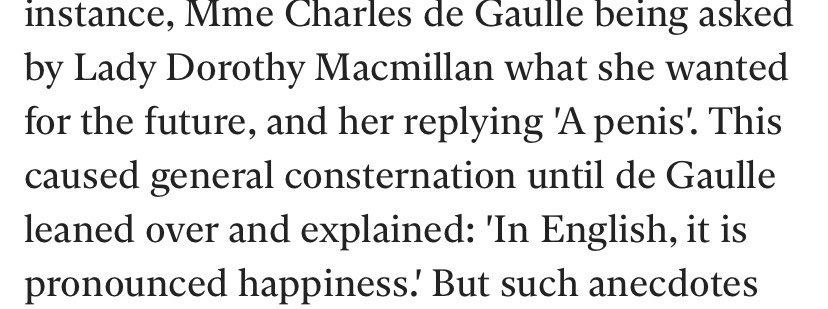 instance, Mme Charles de Gaulle being asked
by Lady Dorothy Macmillan what she wanted
for the future, and her replying 'A penis'. This
caused general consternation until de Gaulle
leaned over and explained: 'In English, it is
pronounced happiness.' But such anecdotes